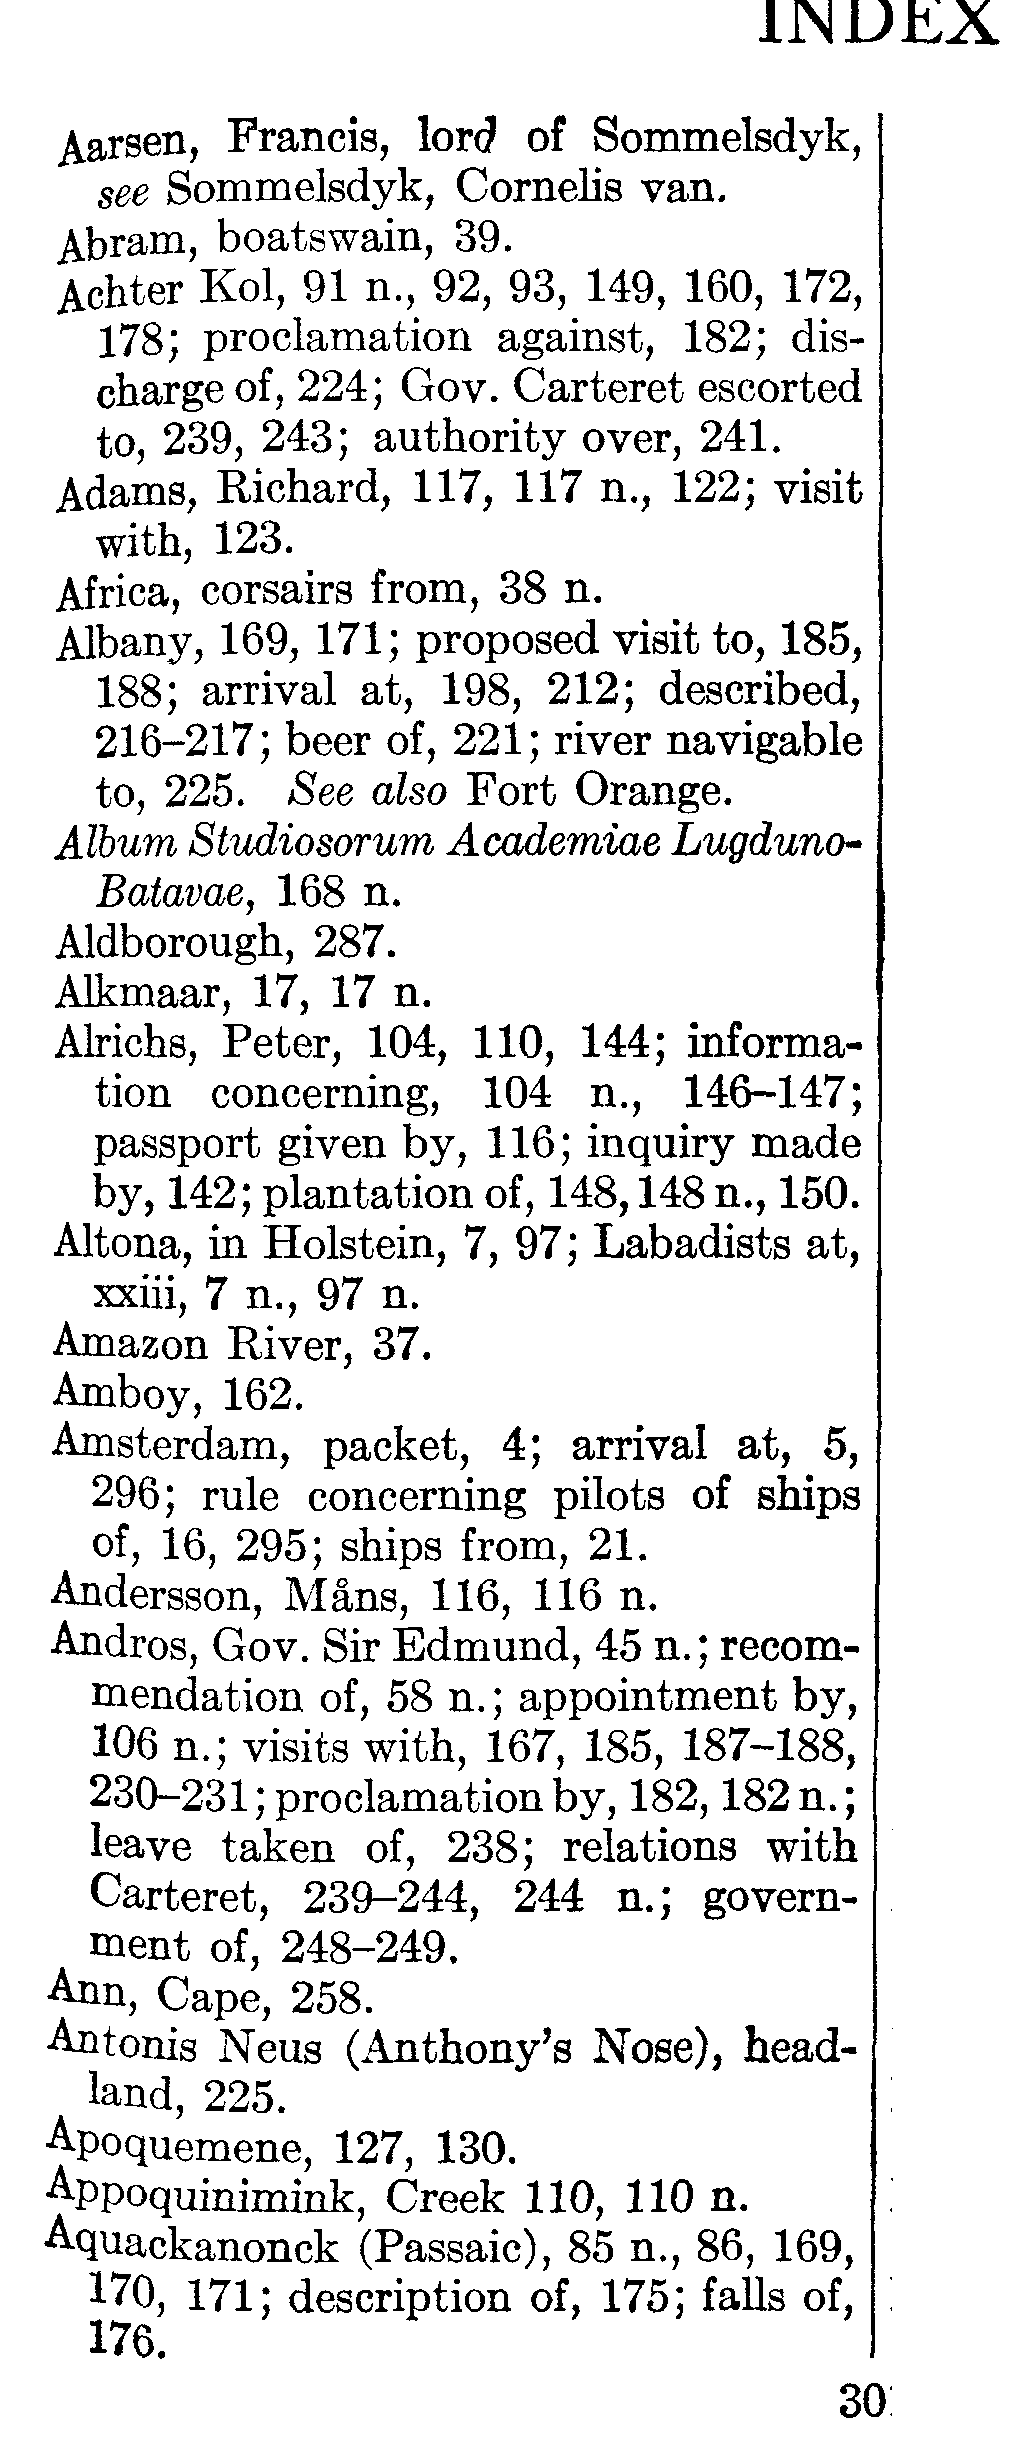 INDEX
Aarsen, Francis, lord of Sommelsdyk,
see Sommelsdyk, Cornelis van.
Abram, boatswain, 39.
Achter Kol, 91 n., 92, 93, 149, 160, 172,
178; proclamation against, 182; dis-
charge of, 224; Gov. Carteret escorted
to, 239, 243; authority over, 241.
Adams, Richard, 117, 117 n., 122; visit
with, 123.
Africa, corsairs from, 38 n.
Albany, 169, 171; proposed visit to, 185,
188; arrival at, 198, 212; described,
216–217; beer of, 221; river navigable
to, 225. See also Fort Orange.
Album Studiosorum Academiae Lugduno-
Batavae, 168 n.
Aldborough, 287.
Alkmaar, 17, 17 n.
Alrichs, Peter, 104, 110, 144; informa-
tion concerning, 104 n., 146–147;
passport given by, 116; inquiry made
by, 142; plantation of, 148, 148 n., 150.
Altona, in Holstein, 7, 97; Labadists at,
xxiii, 7 n., 97 n.
Amazon River, 37.
Amboy, 162.
Amsterdam, packet, 4; arrival at, 5,
296; rule concerning pilots of ships
of, 16, 295; ships from, 21.
Andersson, Måns, 116, 116 n.
Andros, Gov. Sir Edmund, 45 n.; recom-
mendation of, 58 n.; appointment by,
106 n.; visits with, 167, 185, 187–188,
230–231; proclamation by, 182, 182 n.;
leave taken of, 238; relations with
Carteret, 239–244, 244 n.; govern-
ment of, 248–249.
Ann, Cape, 258.
Antonis Neus (Anthony's Nose), head-
land, 225.
Apoquemene, 127, 130.
Appoquinimink, Creek 110, 110 n.
Aquackanonck (Passaic), 85 n., 86, 169,
170, 171; description of, 175; falls of,
176.
30